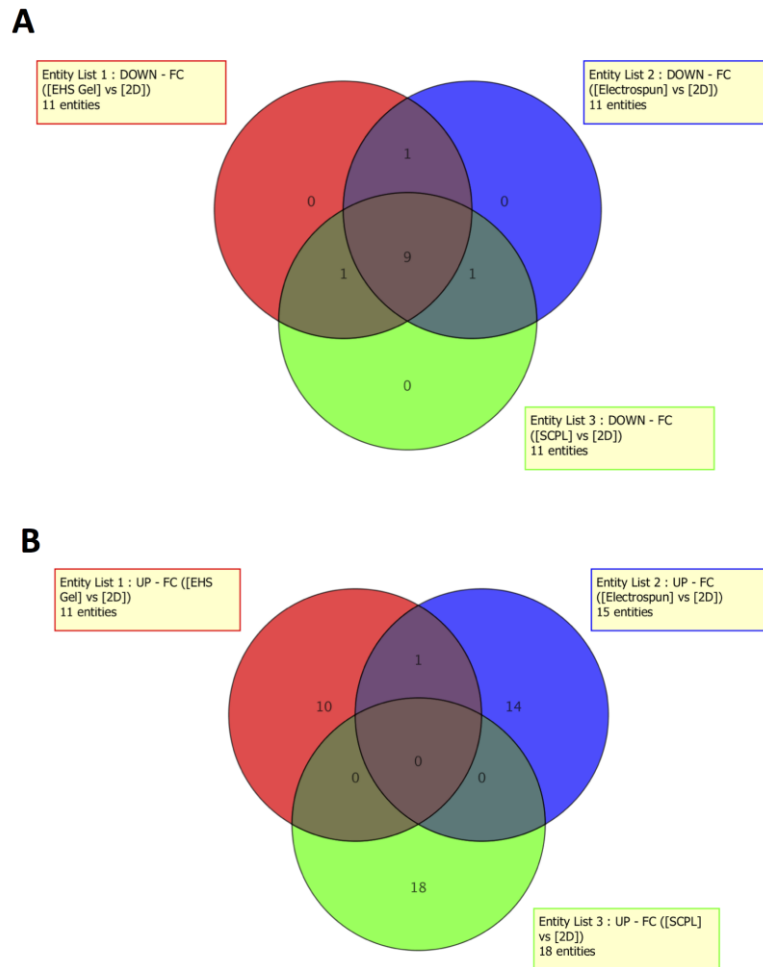 A
Entity List 1 : DOWN - FC
([EHS Gel] vs [2D])
11 entities
Entity List 2 : DOWN - FC
([Electrospun] vs [2D])
11 entities
1
0
0
9
1
1
0
Entity List 3 : DOWN - FC
([SCPL] vs [2D])
11 entities
B
Entity List 1 : UP - FC ([EHS
Gel] vs [2D])
11 entities
Entity List 2 : UP - FC
([Electrospun] vs [2D])
15 entities
1
10
14
0
0
0
18
Entity List 3 : UP - FC ([SCPL]
vs [2D])
18 entities